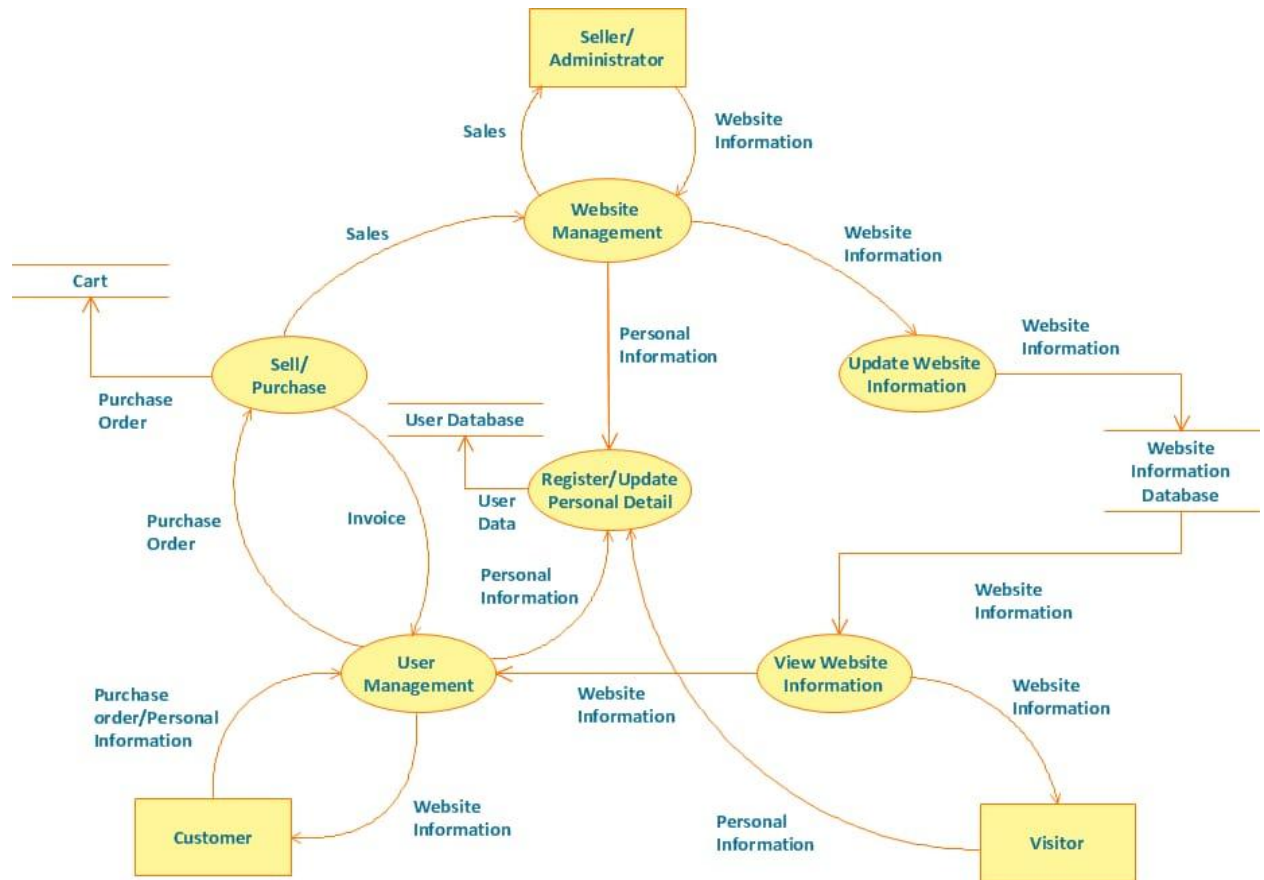 Seller/
Administrator
Sales
Website
Information
Website
Management
Sales
Website
Information
Cart
Personal
Information
Website
Information
Sell/
Purchase
Update Website
Information
Purchase
Order
User Database
Website
Information
Database
Register/Update
Personal Detail
User
Data
Purchase
Order
Invoice
Personal
Information
Website
Information
User
Management
View Website
Information
Website
Information
Website
Information
Purchase
order/Personal
Information
Website
Information
Personal
Information
Customer
Visitor